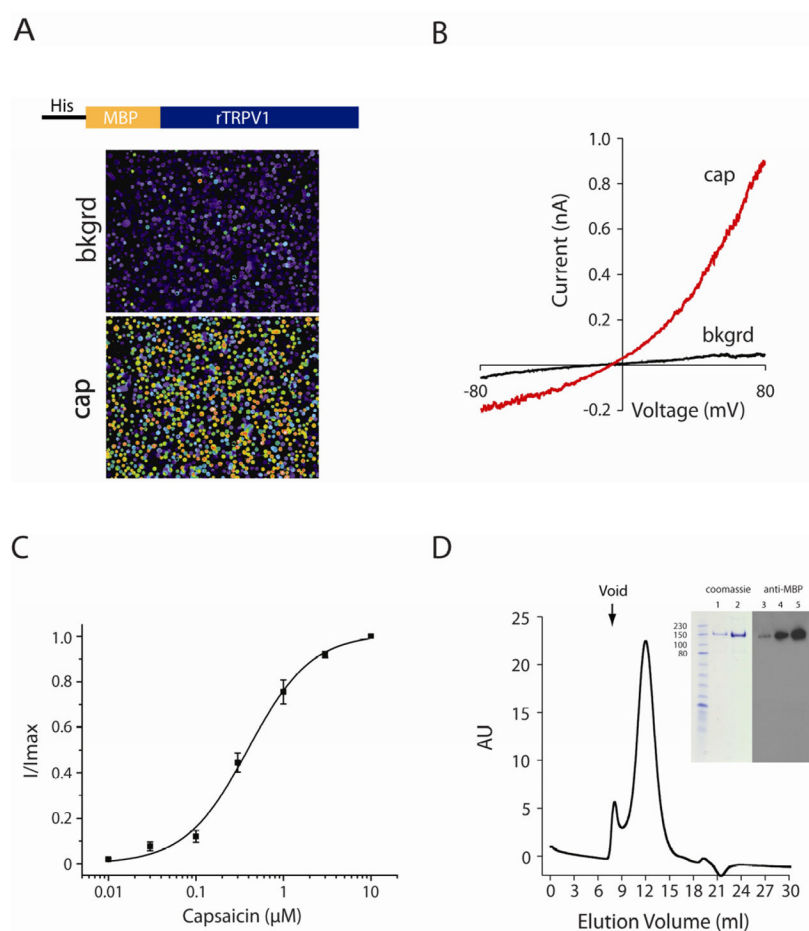 A
His
MBP
rTRPV1
bkgrd
cap
B
1.0
0.8
0.6
0.4
0.2
-0.2
Current (nA)
cap
bkgrd
-80
80
Voltage (mV)
C
1.0
0.8
0.6
0.4
0.2
0
I/Imax
0.01
0.1
1
10
Capsaicin (µM)
D
Void
coomassie
anti-MBP
1 2 3 4 5
230
150
100
80
25
20
15
10
5
0
AU
0 3 6 9 12 15 18 21 24 27 30
Elution Volume (ml)